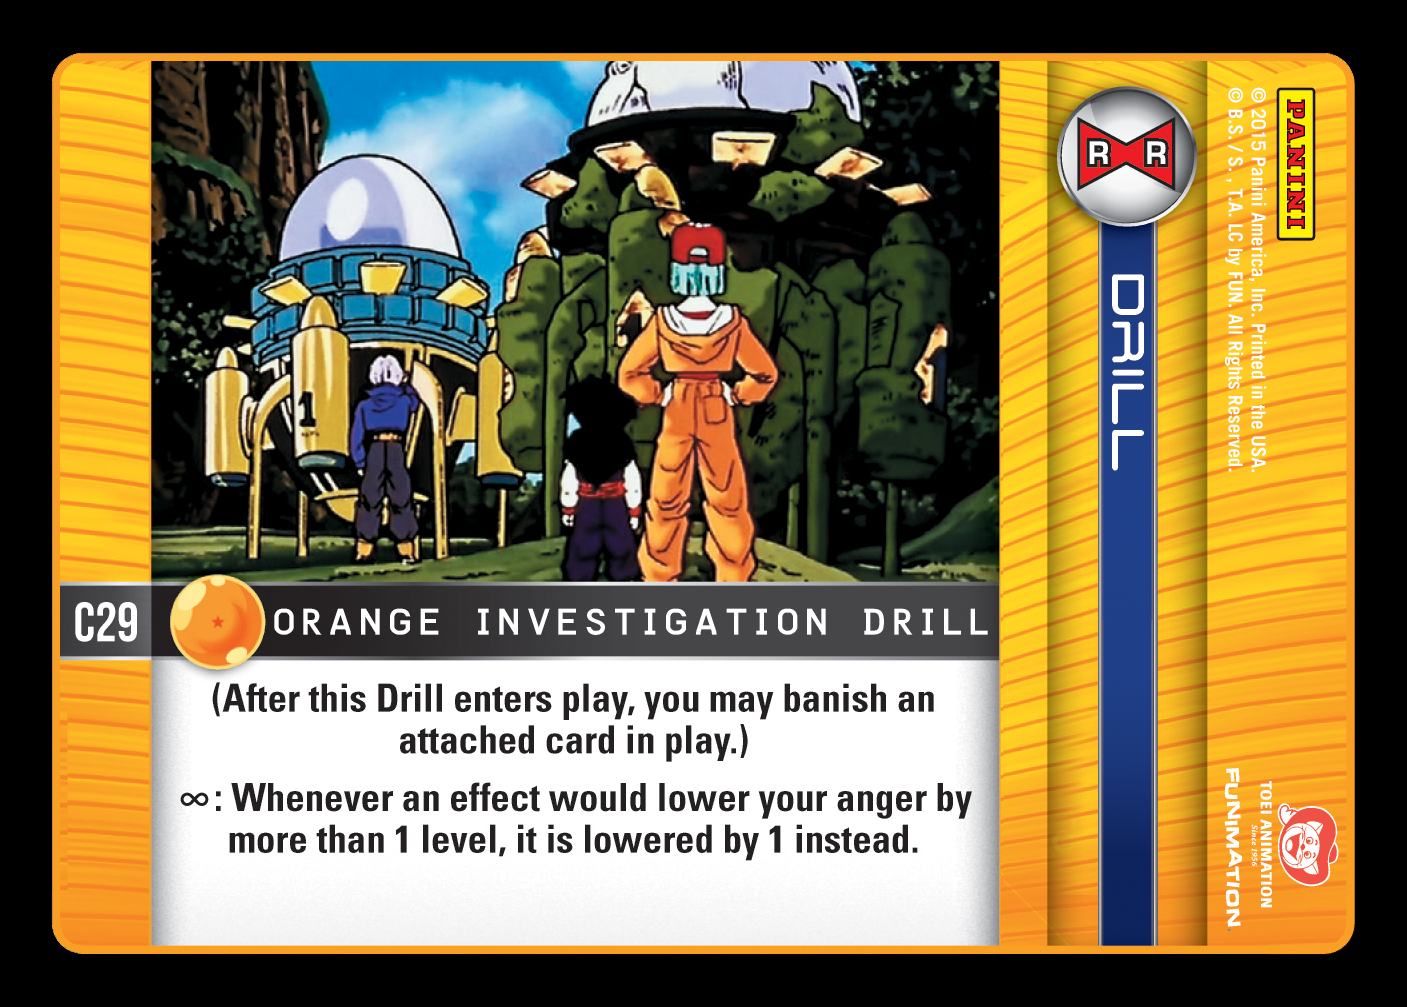 C29
ORANGE INVESTIGATION DRILL
(After this Drill enters play, you may banish an
attached card in play.)
∞: Whenever an effect would lower your anger by
more than 1 level, it is lowered by 1 instead.
1
R R
DRILL
PANINI
© 2015 Panini America, Inc. Printed in the USA.
© B.S. / S. , T.A. LC by FUN. All Rights Reserved.
TOEI ANIMATION
Since 1956
FUNIMATION